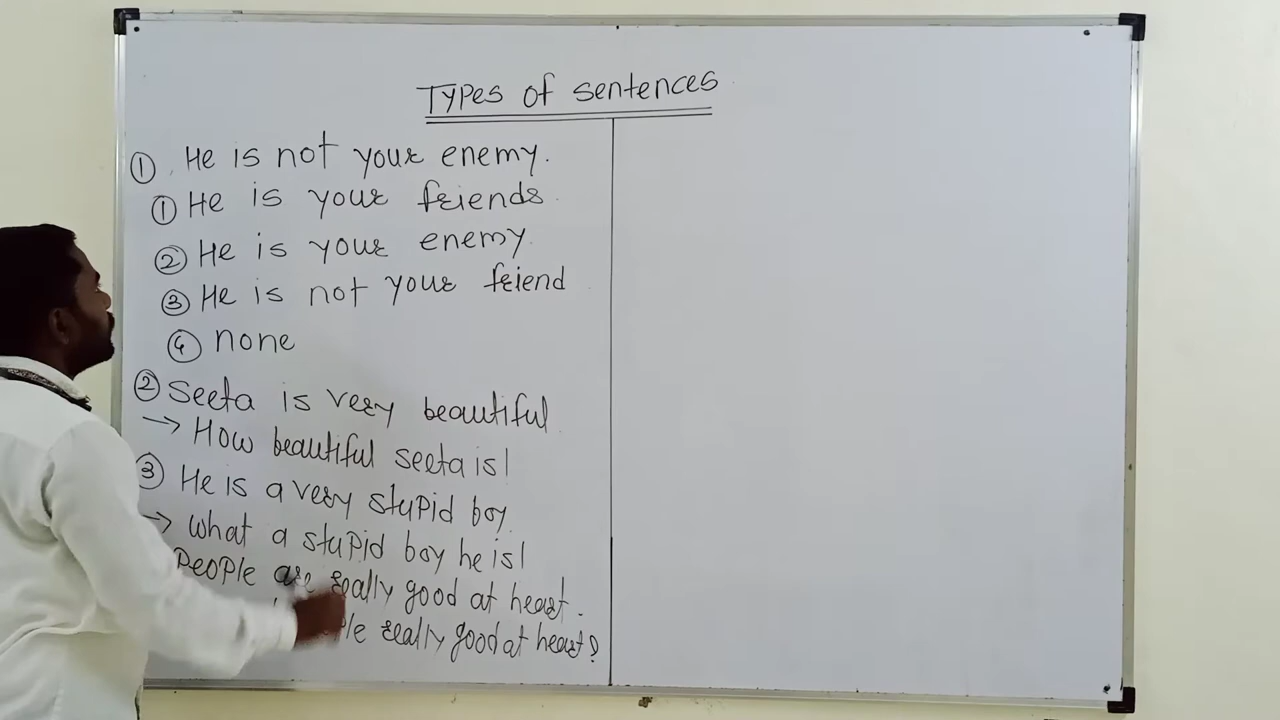 Types of sentences
① He is not your enemy.
① He is your friends
② He is your enemy.
③ He is not your friend
④ none
② Seeta is very beautiful.
→ How beautiful seeta is!
③ He is a very stupid boy.
→ what a stupid boy he is!
People are really good at heart.
really good at heart?